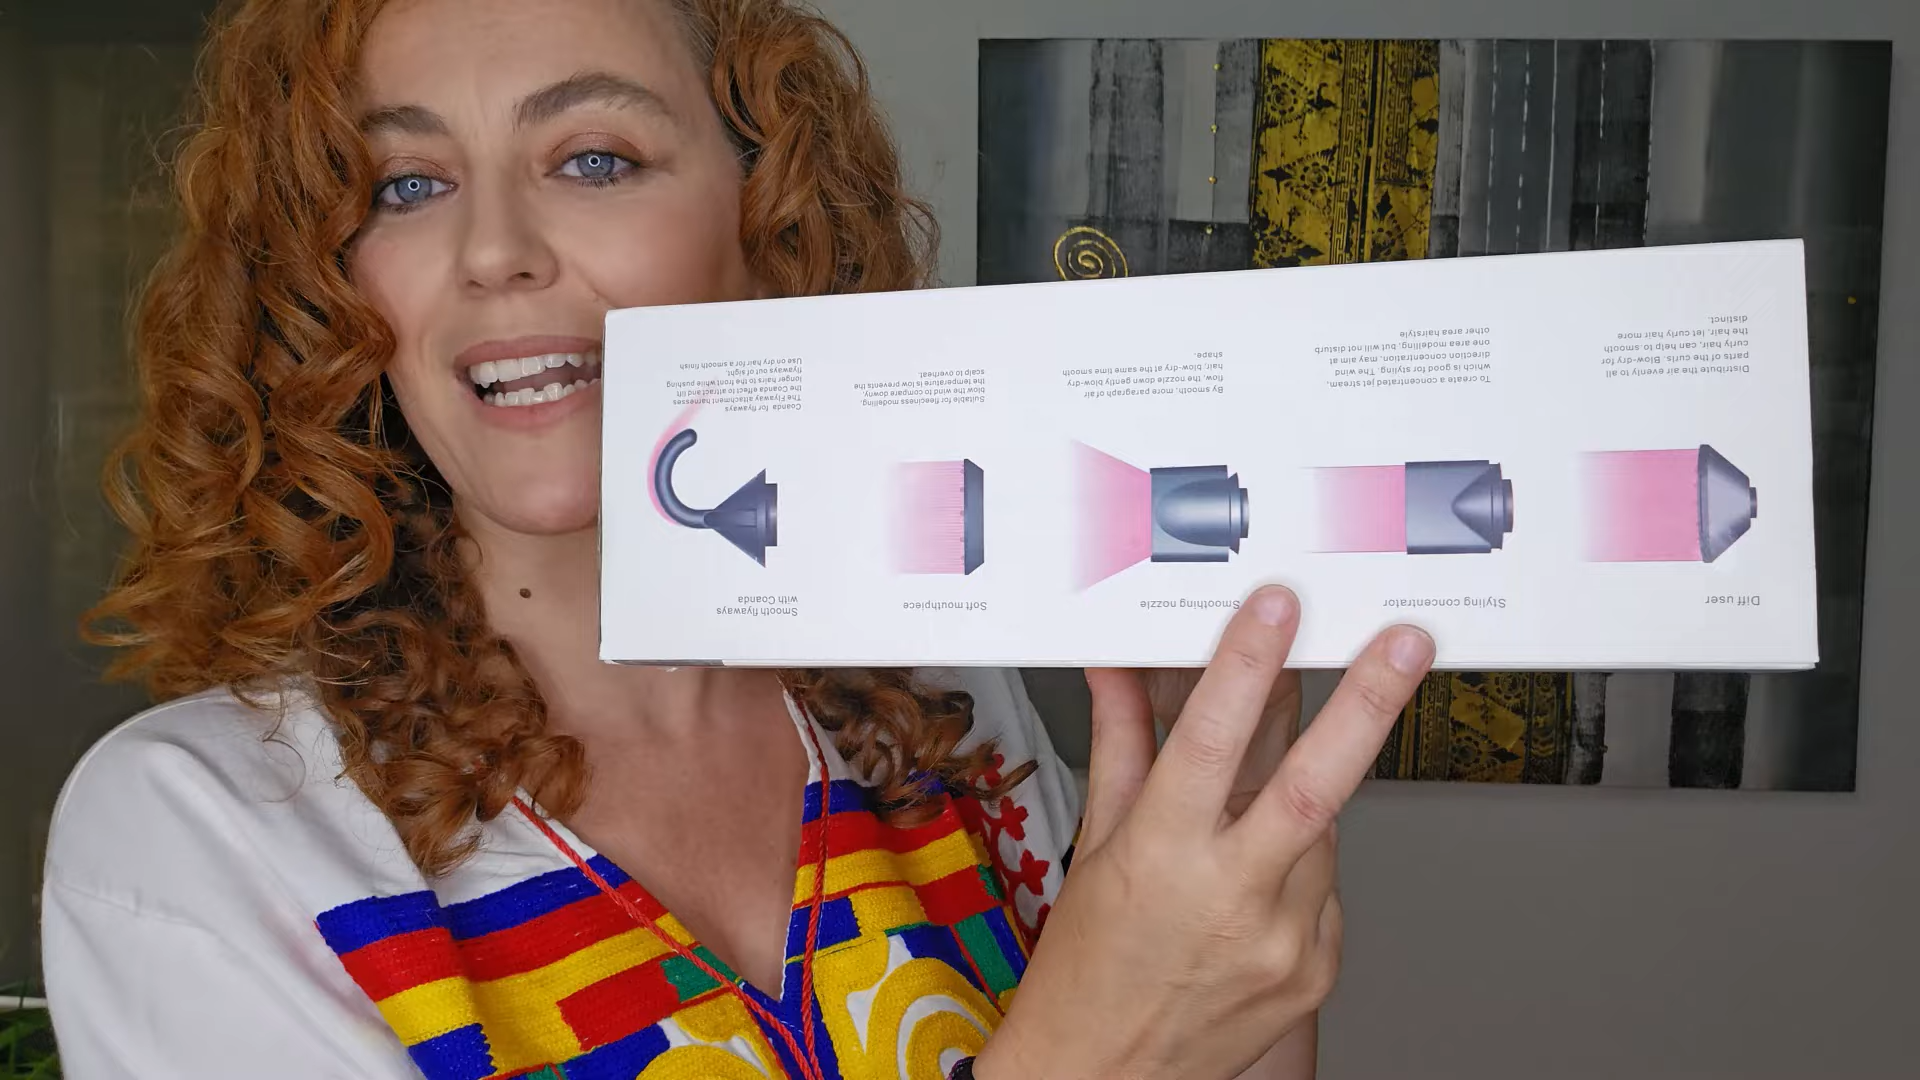 Diff user
Distribute the air evenly to all
parts of the curls. Blow-dry for
curly hair, can help to smooth
the hair, let curly hair more
distinct.
Styling concentrator
To create a concentrated jet stream,
which is good for styling. The wind
direction concentration, may aim at
one area modelling, but will not disturb
other area hairstyle
Smoothing nozzle
By smooth, more paragraph of air
flow, the nozzle down gently blow-dry
hair, blow-dry at the same time smooth
shape.
Soft mouthpiece
Suitable for fleeciness modelling,
blow the wind to compare downy,
the temperature is low prevents the
scalp to overheat.
Smooth flyaways
with Coanda
Coanda for flyaways
The Flyaway attachment harnesses
the Coanda effect to attract lift and
longer hairs to the front while pushing
flyaways out of sight.
Use on dry hair for a smooth finish